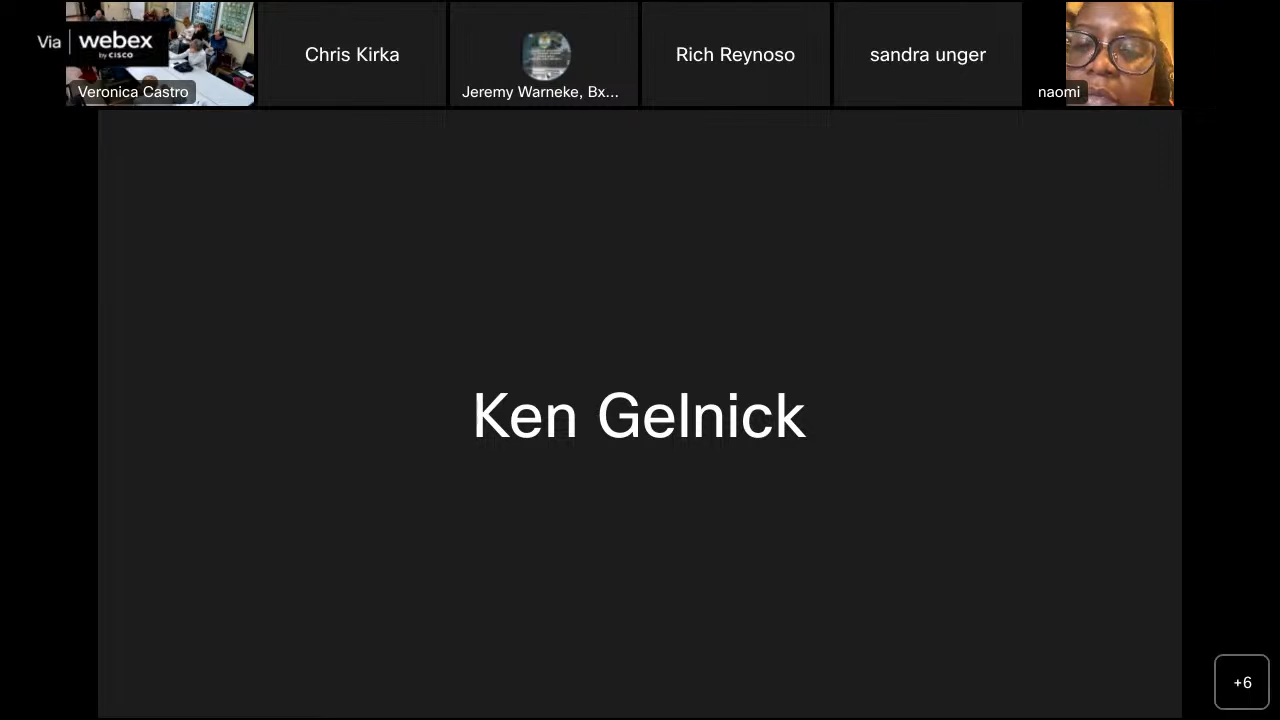 Via webex
by CISCO
Veronica Castro
Chris Kirka
Jeremy Warneke, Bx...
Rich Reynoso
sandra unger
naomi
Ken Gelnick
+6